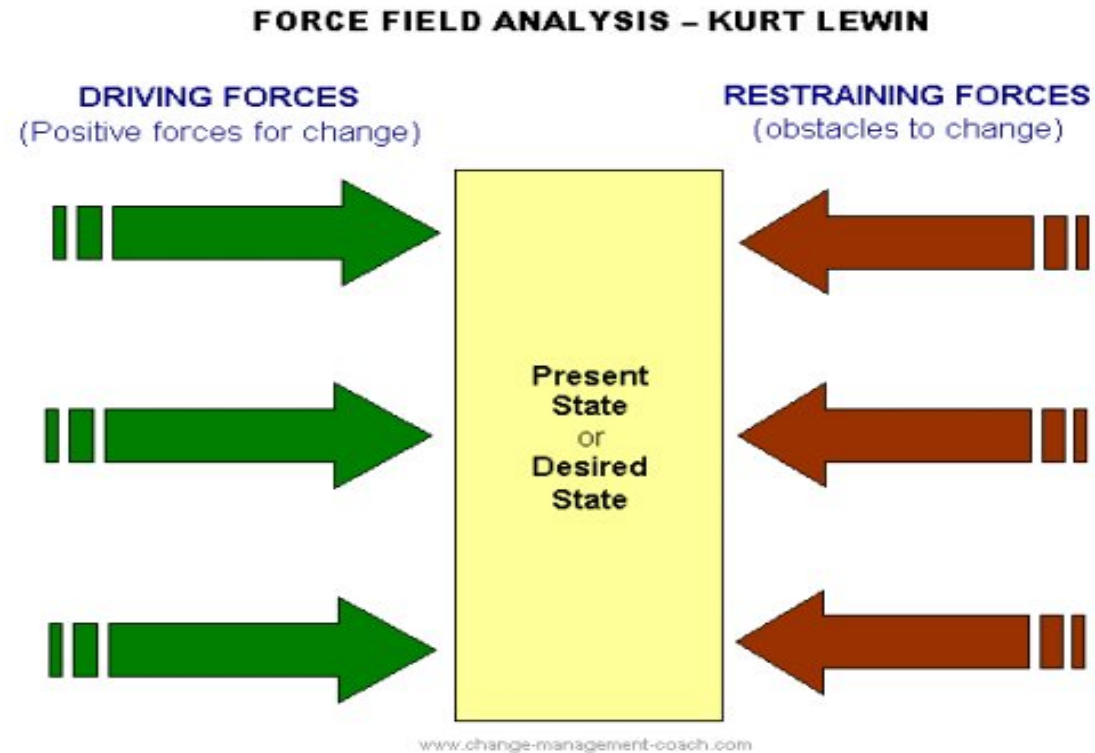 FORCE FIELD ANALYSIS – KURT LEWIN
DRIVING FORCES
(Positive forces for change)
RESTRAINING FORCES
(obstacles to change)
Present
State
or
Desired
State
www.change-management-coach.com